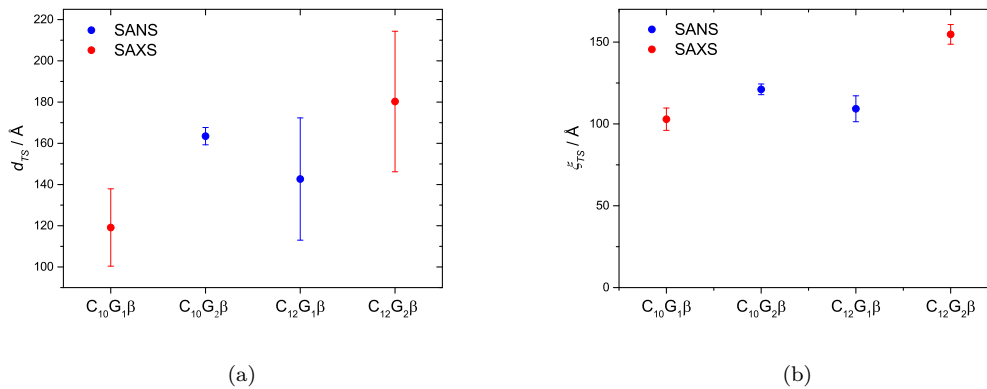 220
200
180
160
140
120
100
d_TS / Å
SANS
SAXS
C₁₀G₁β C₁₀G₂β C₁₂G₁β C₁₂G₂β
(a)
150
100
50
0
ξ_TS / Å
SANS
SAXS
C₁₀G₁β C₁₀G₂β C₁₂G₁β C₁₂G₂β
(b)